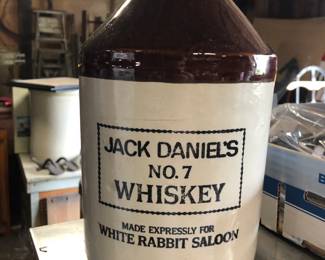 JACK DANIEL'S
NO. 7
WHISKEY
MADE EXPRESSLY FOR
WHITE RABBIT SALOON